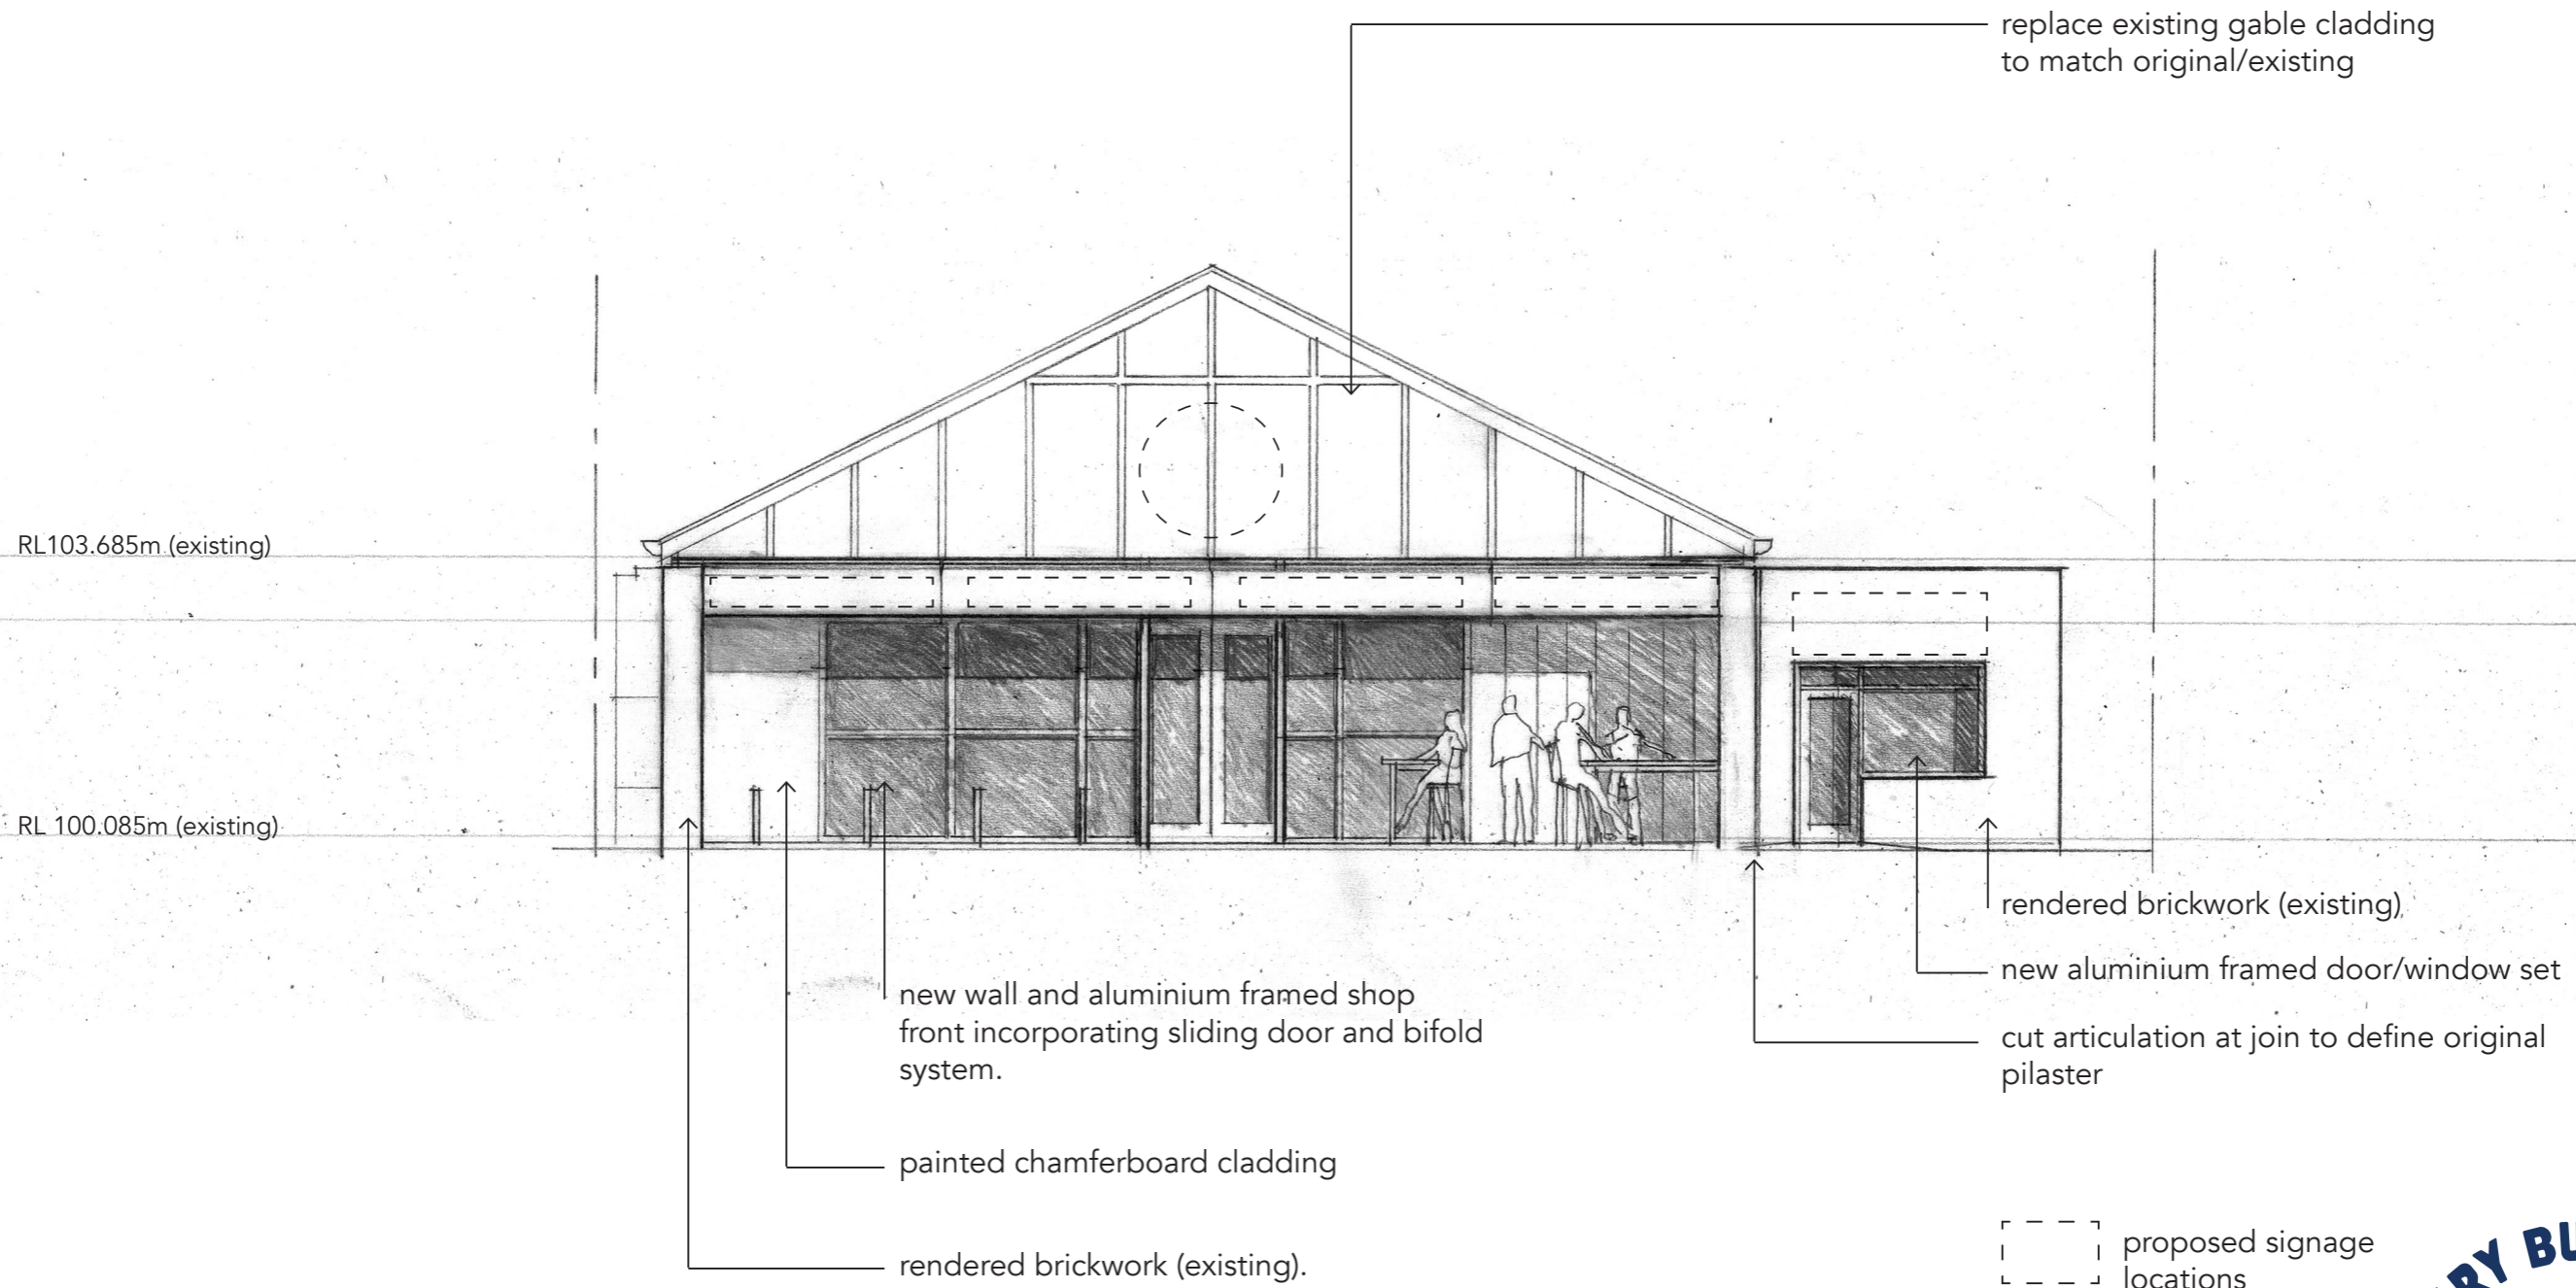 replace existing gable cladding
to match original/existing
RL103.685m (existing)
RL 100.085m (existing)
rendered brickwork (existing)
new aluminium framed door/window set
new wall and aluminium framed shop
front incorporating sliding door and bifold
system.
cut articulation at join to define original
pilaster
painted chamferboard cladding
rendered brickwork (existing).
proposed signage
locations